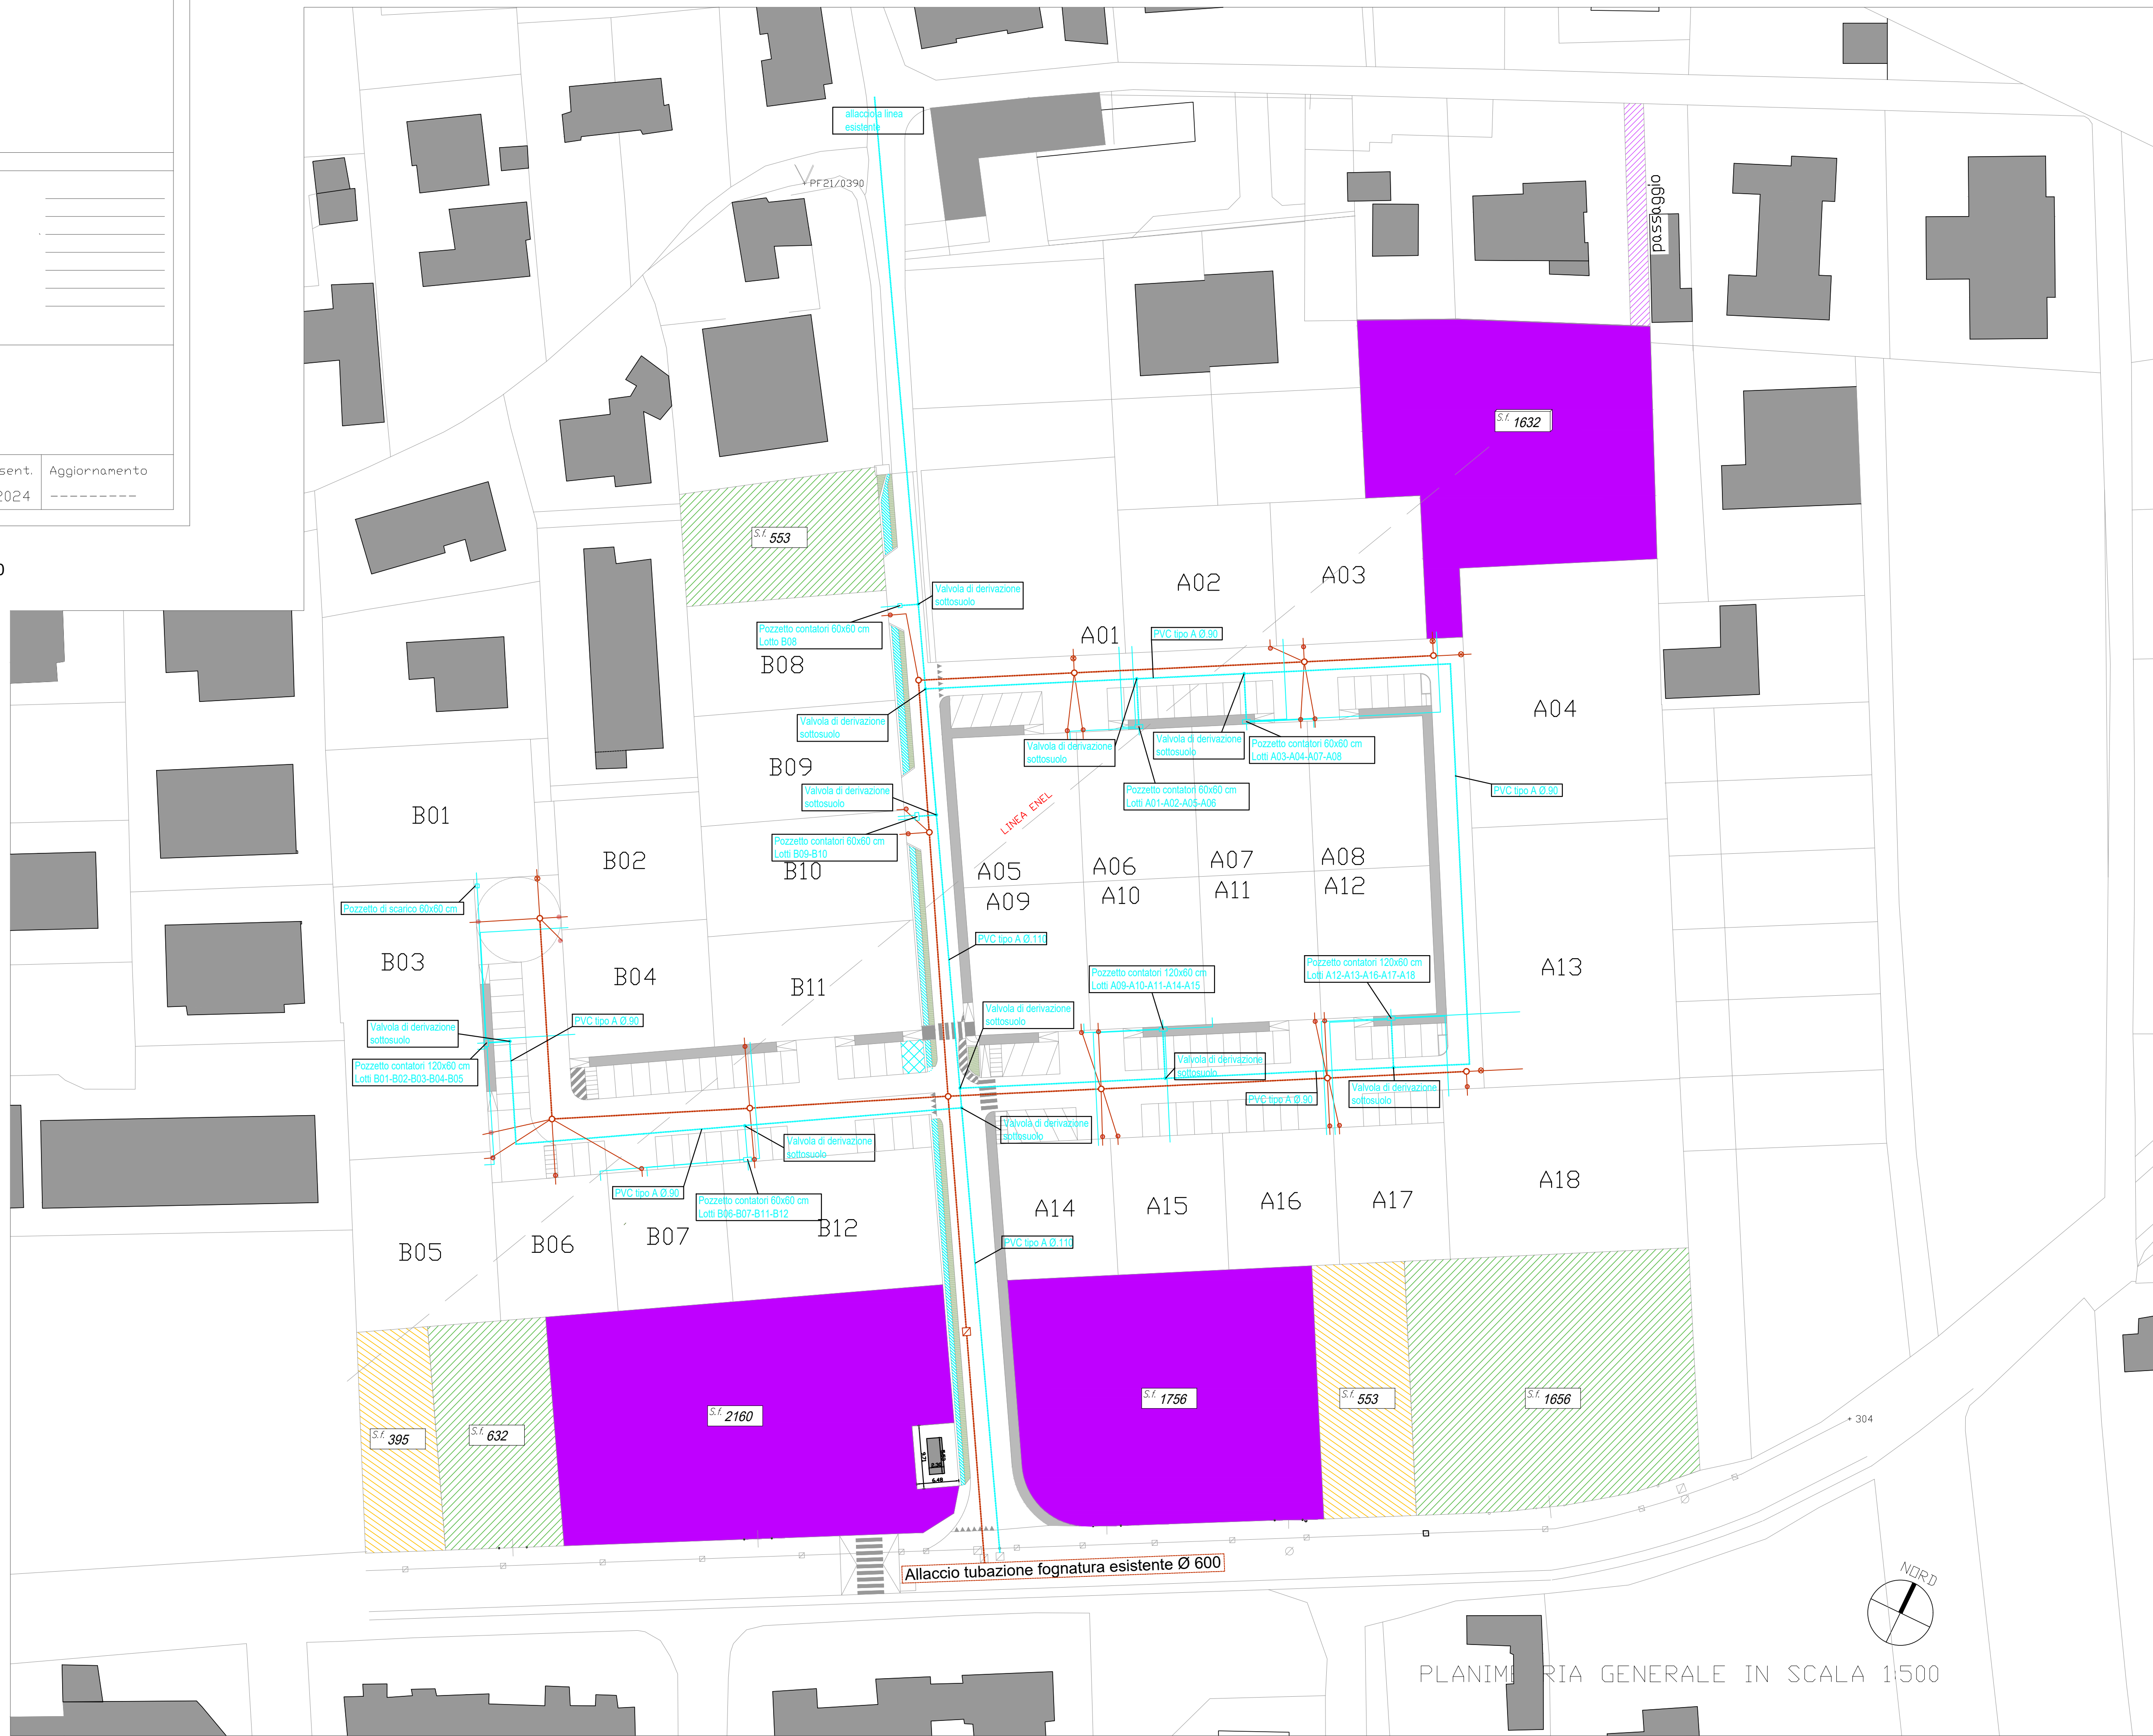 sent. Aggiornamento
2024 ---------
allaccio a linea
esistente
PF21/0390
passaggio
S.f. 1632
S.f. 553
Valvola di derivazione
sottosuolo
Pozzetto contatori 60x60 cm
Lotto B08
B08
A01
A02
A03
PVC tipo A Ø.90
A04
Valvola di derivazione
sottosuolo
Valvola di derivazione
sottosuolo
Valvola di derivazione
sottosuolo
Pozzetto contatori 60x60 cm
Lotti A03-A04-A07-A08
B09
Valvola di derivazione
sottosuolo
Pozzetto contatori 60x60 cm
Lotti A01-A02-A05-A06
PVC tipo A Ø.90
LINEA ENEL
B01
B02
Pozzetto contatori 60x60 cm
Lotti B09-B10
B10
A05
A06
A07
A08
A09
A10
A11
A12
Pozzetto di scarico 60x60 cm
PVC tipo A Ø.110
B03
B04
B11
Pozzetto contatori 120x60 cm
Lotti A09-A10-A11-A14-A15
Pozzetto contatori 120x60 cm
Lotti A12-A13-A16-A17-A18
A13
Valvola di derivazione
sottosuolo
PVC tipo A Ø.90
Valvola di derivazione
sottosuolo
Pozzetto contatori 120x60 cm
Lotti B01-B02-B03-B04-B05
Valvola di derivazione
sottosuolo
PVC tipo A Ø.90
Valvola di derivazione
sottosuolo
Valvola di derivazione
sottosuolo
Valvola di derivazione
sottosuolo
PVC tipo A Ø.90
Pozzetto contatori 60x60 cm
Lotti B06-B07-B11-B12
B05
B06
B07
B12
A14
A15
A16
A17
A18
PVC tipo A Ø.110
S.f. 395
S.f. 632
S.f. 2160
S.f. 1756
S.f. 553
S.f. 1656
6.48
+ 304
Allaccio tubazione fognatura esistente Ø 600
NORD
PLANIM RIA GENERALE IN SCALA 1:500